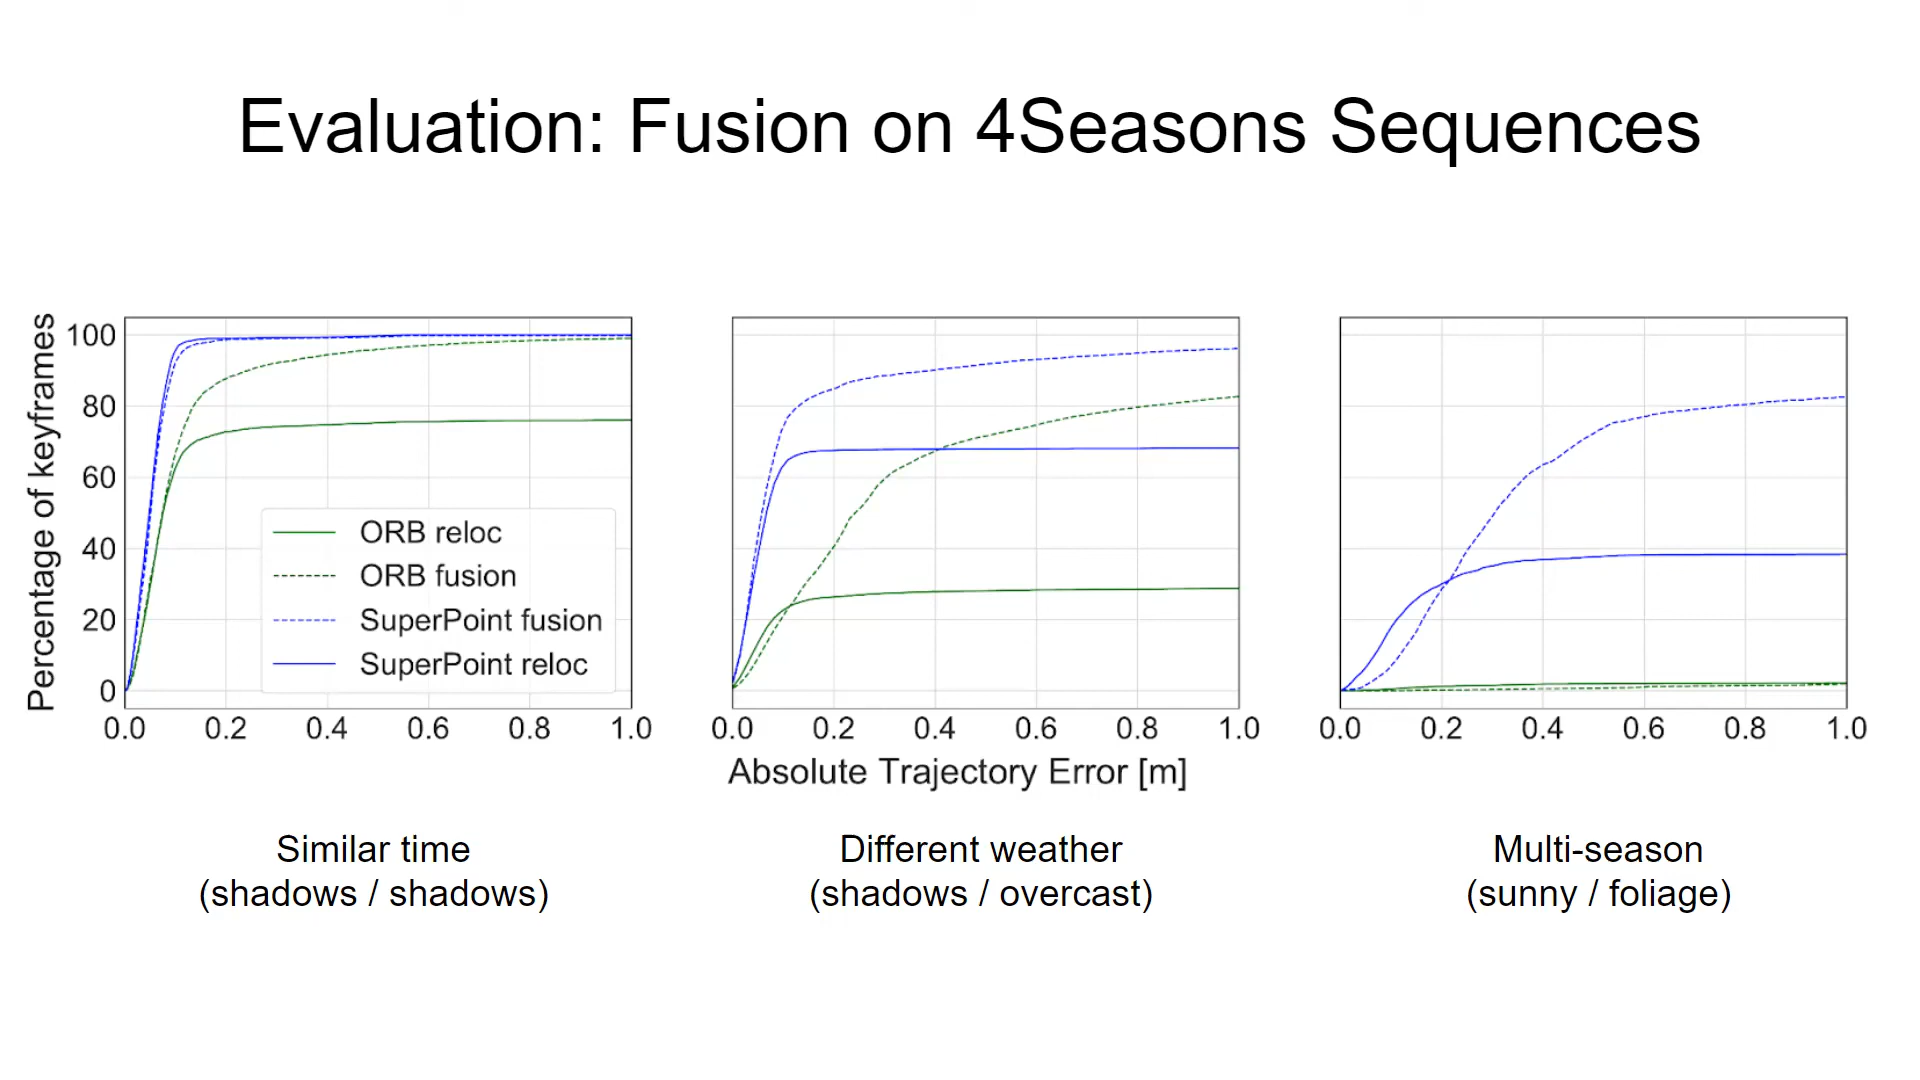 Evaluation: Fusion on 4Seasons Sequences
Percentage of keyframes
100
80
60
40
20
0
ORB reloc
ORB fusion
SuperPoint fusion
SuperPoint reloc
0.0 0.2 0.4 0.6 0.8 1.0
0.0 0.2 0.4 0.6 0.8 1.0
0.0 0.2 0.4 0.6 0.8 1.0
Absolute Trajectory Error [m]
Similar time
(shadows / shadows)
Different weather
(shadows / overcast)
Multi-season
(sunny / foliage)